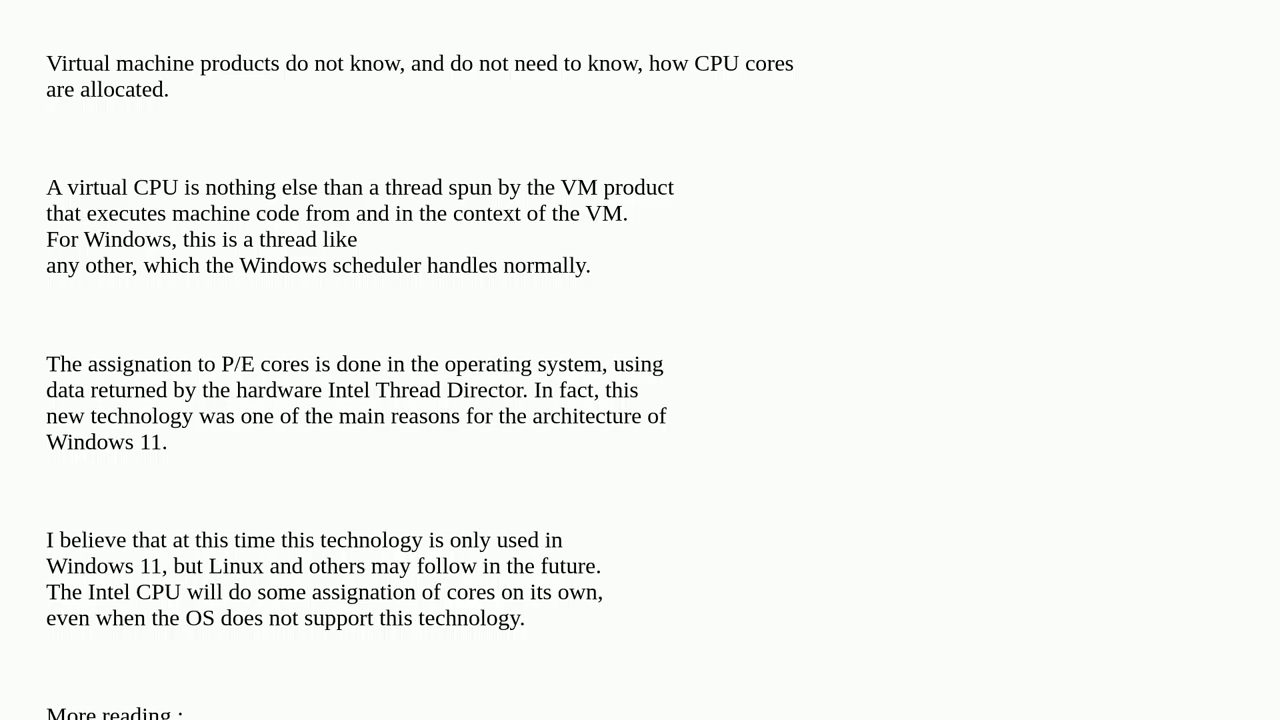 Virtual machine products do not know, and do not need to know, how CPU cores
are allocated.
A virtual CPU is nothing else than a thread spun by the VM product
that executes machine code from and in the context of the VM.
For Windows, this is a thread like
any other, which the Windows scheduler handles normally.
The assignation to P/E cores is done in the operating system, using
data returned by the hardware Intel Thread Director. In fact, this
new technology was one of the main reasons for the architecture of
Windows 11.
I believe that at this time this technology is only used in
Windows 11, but Linux and others may follow in the future.
The Intel CPU will do some assignation of cores on its own,
even when the OS does not support this technology.
More reading :